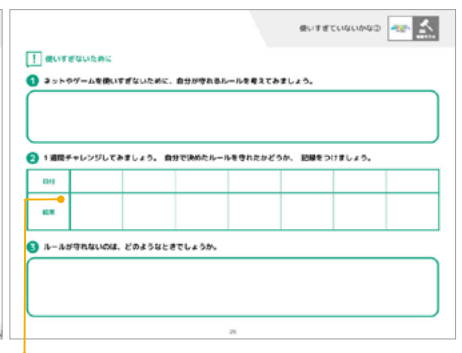 使いすぎていないかな②
! 使いすぎないために
1 ネットやゲームを使いすぎないために、自分が守れるルールを考えてみましょう。
2 1週間チャレンジしてみましょう。 自分で決めたルールを守れたかどうか、 記録をつけましょう。
日付
結果
3 ルールが守れないのは、どのようなときでしょうか。